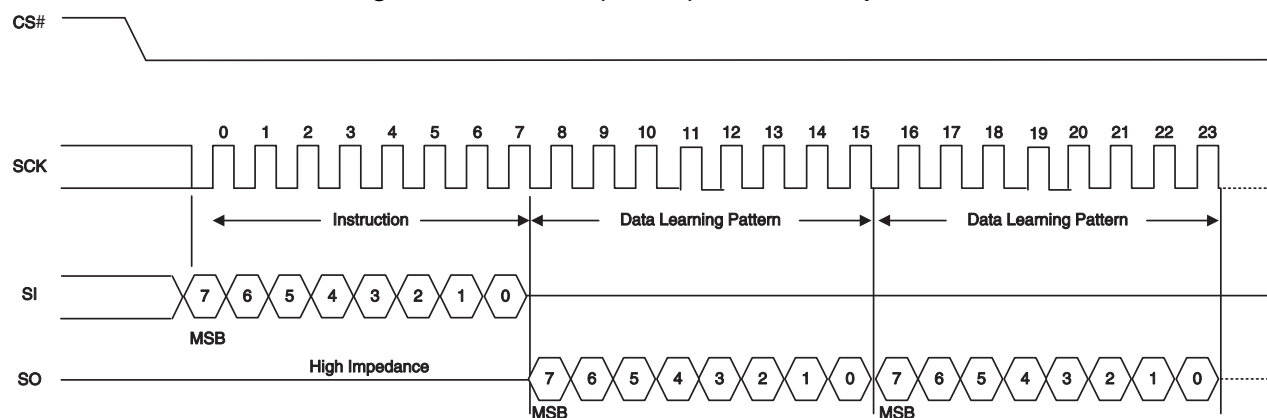 CS#
0 1 2 3 4 5 6 7 8 9 10 11 12 13 14 15 16 17 18 19 20 21 22 23
SCK
Instruction Data Learning Pattern Data Learning Pattern
SI 7 6 5 4 3 2 1 0
MSB
High Impedance
SO 7 6 5 4 3 2 1 0 7 6 5 4 3 2 1 0
MSB MSB